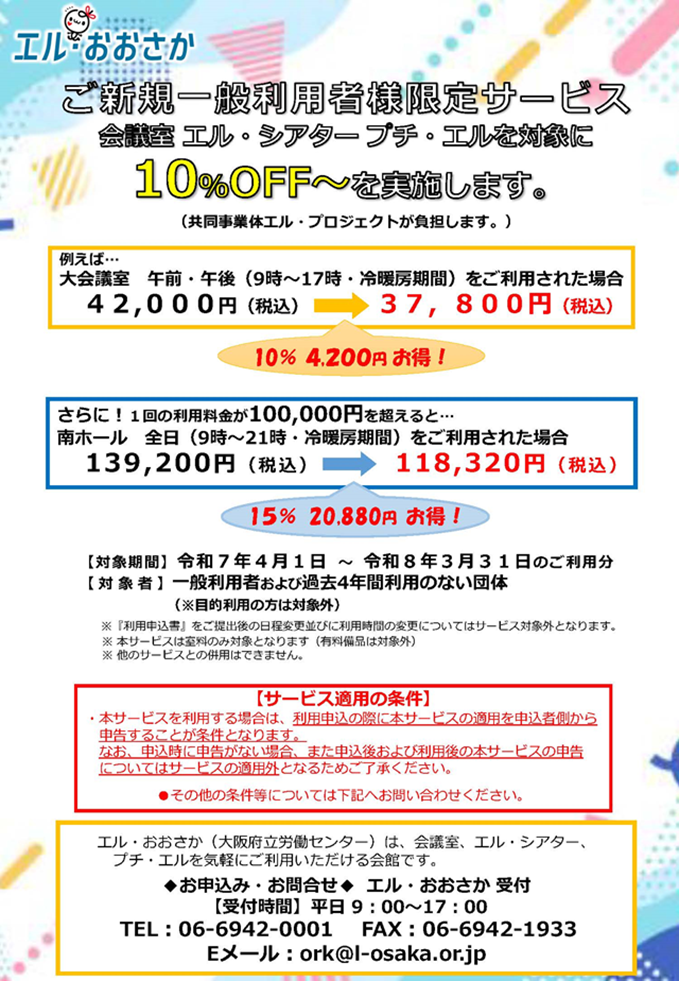 エル・おおさか
ご新規一般利用者様限定サービス
会議室 エル・シアター プチ・エルを対象に
10%OFF～を実施します。
（共同事業体エル・プロジェクトが負担します。）
例えば…
大会議室　午前・午後（9時～17時・冷暖房期間）をご利用された場合
４２,０００円（税込） ３７，８００円（税込）
10% 4,200円 お得！
さらに！１回の利用料金が100,000円を超えると…
南ホール　全日（9時～21時・冷暖房期間）をご利用された場合
139,200円（税込） 118,320円（税込）
15% 20,880円 お得！
【対象期間】令和７年４月１日 ～ 令和８年３月３１日のご利用分
【対象者】一般利用者および過去4年間利用のない団体
（※目的利用の方は対象外）
※『利用申込書』をご提出後の日程変更並びに利用時間の変更についてはサービス対象外となります。
※ 本サービスは室料のみ対象となります（有料備品は対象外）
※ 他のサービスとの併用はできません。
【サービス適用の条件】
・本サービスを利用する場合は、利用申込の際に本サービスの適用を申込者側から
申告することが条件となります。
なお、申込時に申告がない場合、また申込後および利用後の本サービスの申告
についてはサービスの適用外となるためご了承ください。
●その他の条件等については下記へお問い合わせください。
エル・おおさか（大阪府立労働センター）は、会議室、エル・シアター、
プチ・エルを気軽にご利用いただける会館です。
◆お申込み・お問合せ◆ エル・おおさか 受付
【受付時間】平日 9：00～17：00
TEL：06-6942-0001　FAX：06-6942-1933
Eメール：ork@l-osaka.or.jp